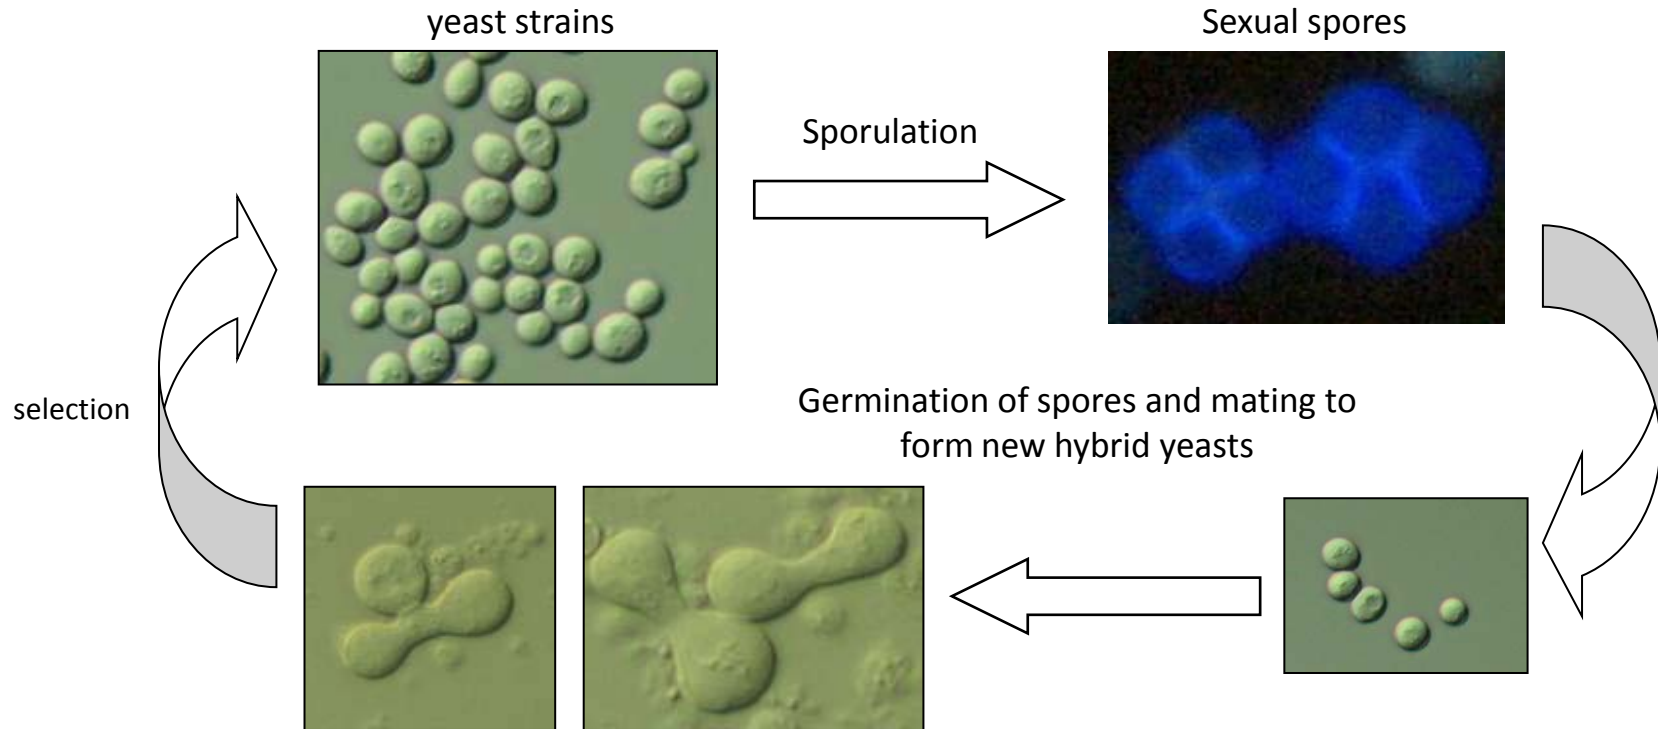 yeast strains
Sexual spores
Sporulation
selection
Germination of spores and mating to
form new hybrid yeasts